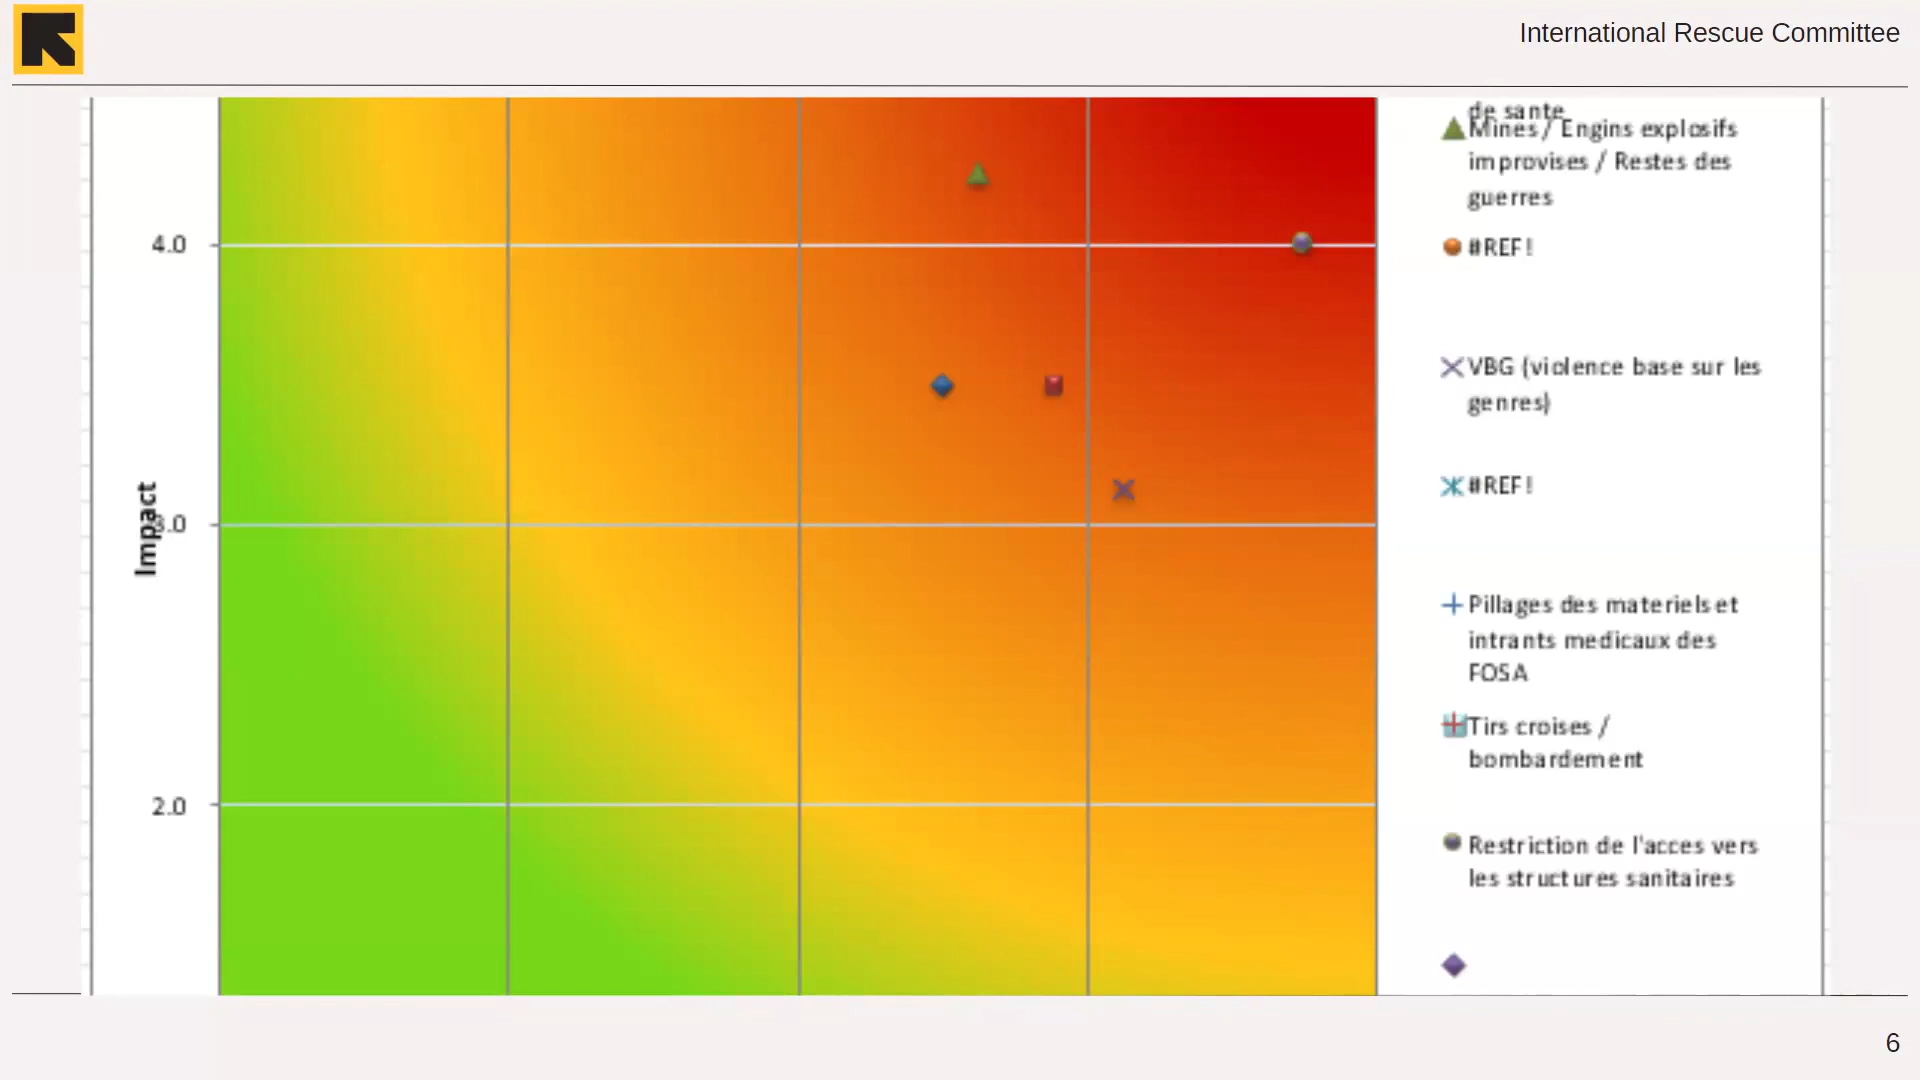 International Rescue Committee
de sante
Mines / Engins explosifs
improvises / Restes des
guerres
4.0
#REF!
VBG (violence base sur les
genres)
#REF!
Impact
3.0
Pillages des materiels et
intrants medicaux des
FOSA
Tirs croises /
bombardement
2.0
Restriction de l'acces vers
les structures sanitaires
6